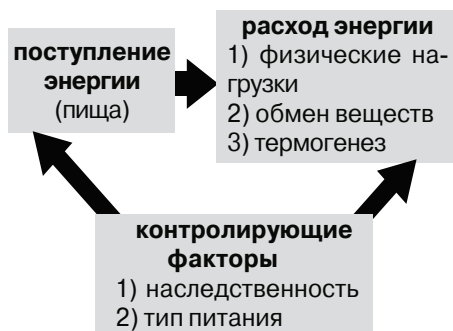 поступление
энергии
(пища)
расход энергии
1) физические на-
грузки
2) обмен веществ
3) термогенез
контролирующие
факторы
1) наследственность
2) тип питания